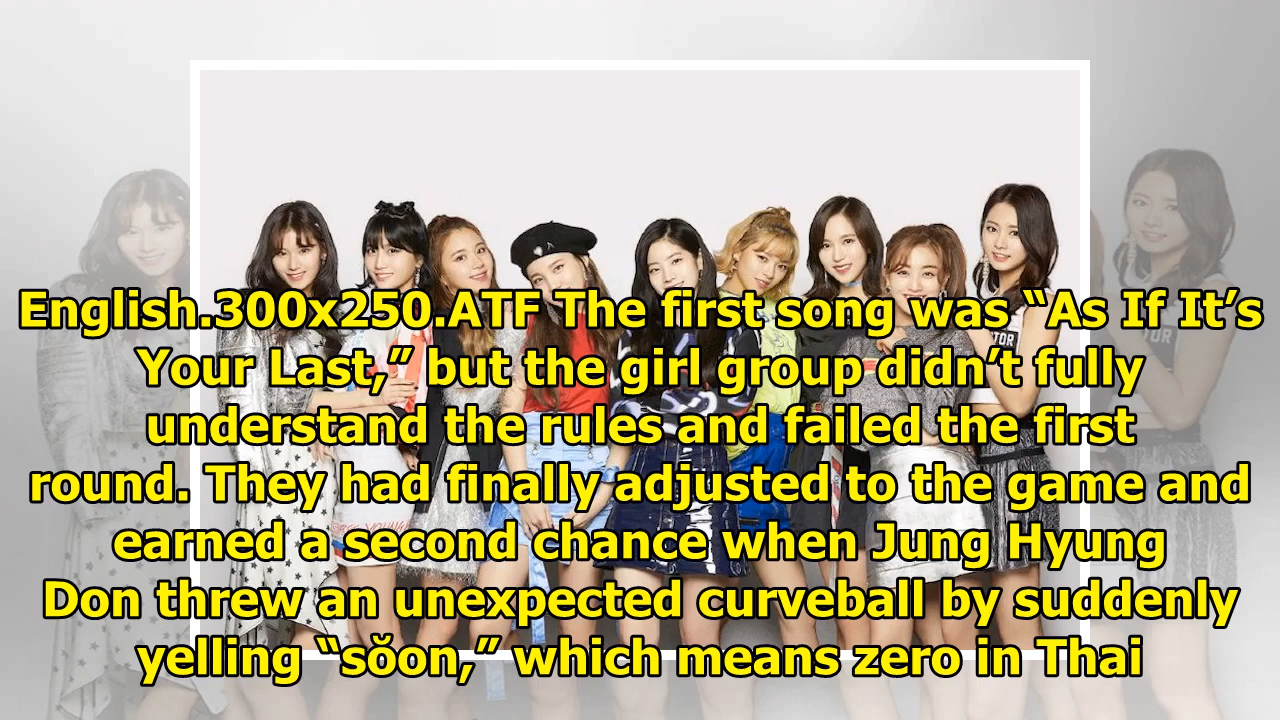 English.300x250.ATF The first song was “As If It’s
Your Last,” but the girl group didn’t fully
understand the rules and failed the first
round. They had finally adjusted to the game and
earned a second chance when Jung Hyung
Don threw an unexpected curveball by suddenly
yelling “sŏon,” which means zero in Thai